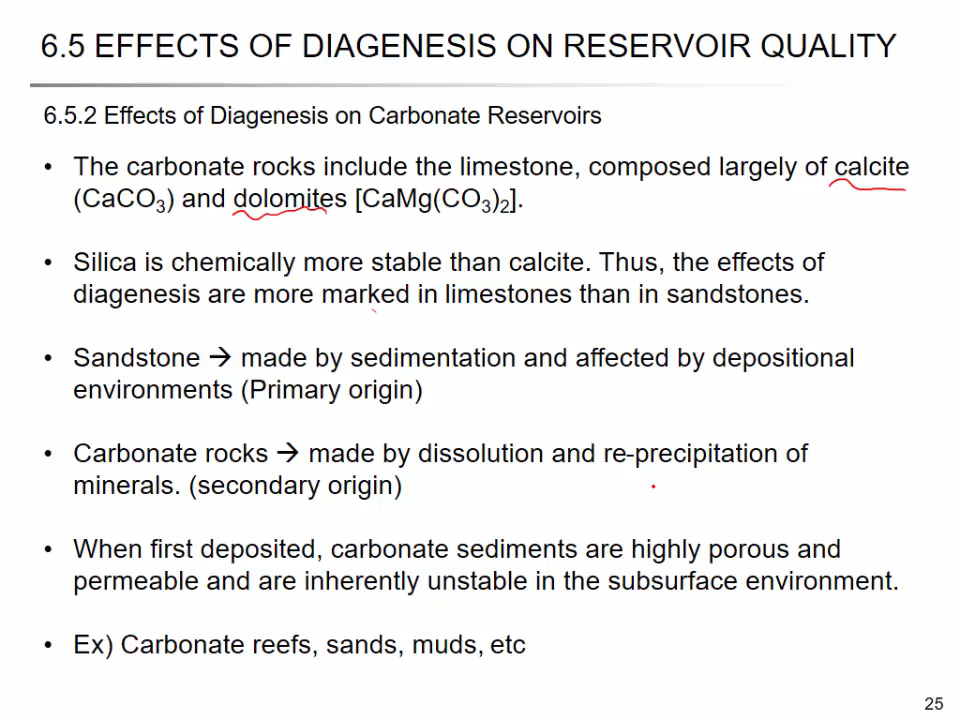 6.5 EFFECTS OF DIAGENESIS ON RESERVOIR QUALITY
6.5.2 Effects of Diagenesis on Carbonate Reservoirs
• The carbonate rocks include the limestone, composed largely of calcite
(CaCO₃) and dolomites [CaMg(CO₃)₂].
• Silica is chemically more stable than calcite. Thus, the effects of
diagenesis are more marked in limestones than in sandstones.
• Sandstone → made by sedimentation and affected by depositional
environments (Primary origin)
• Carbonate rocks → made by dissolution and re-precipitation of
minerals. (secondary origin)
• When first deposited, carbonate sediments are highly porous and
permeable and are inherently unstable in the subsurface environment.
• Ex) Carbonate reefs, sands, muds, etc
25